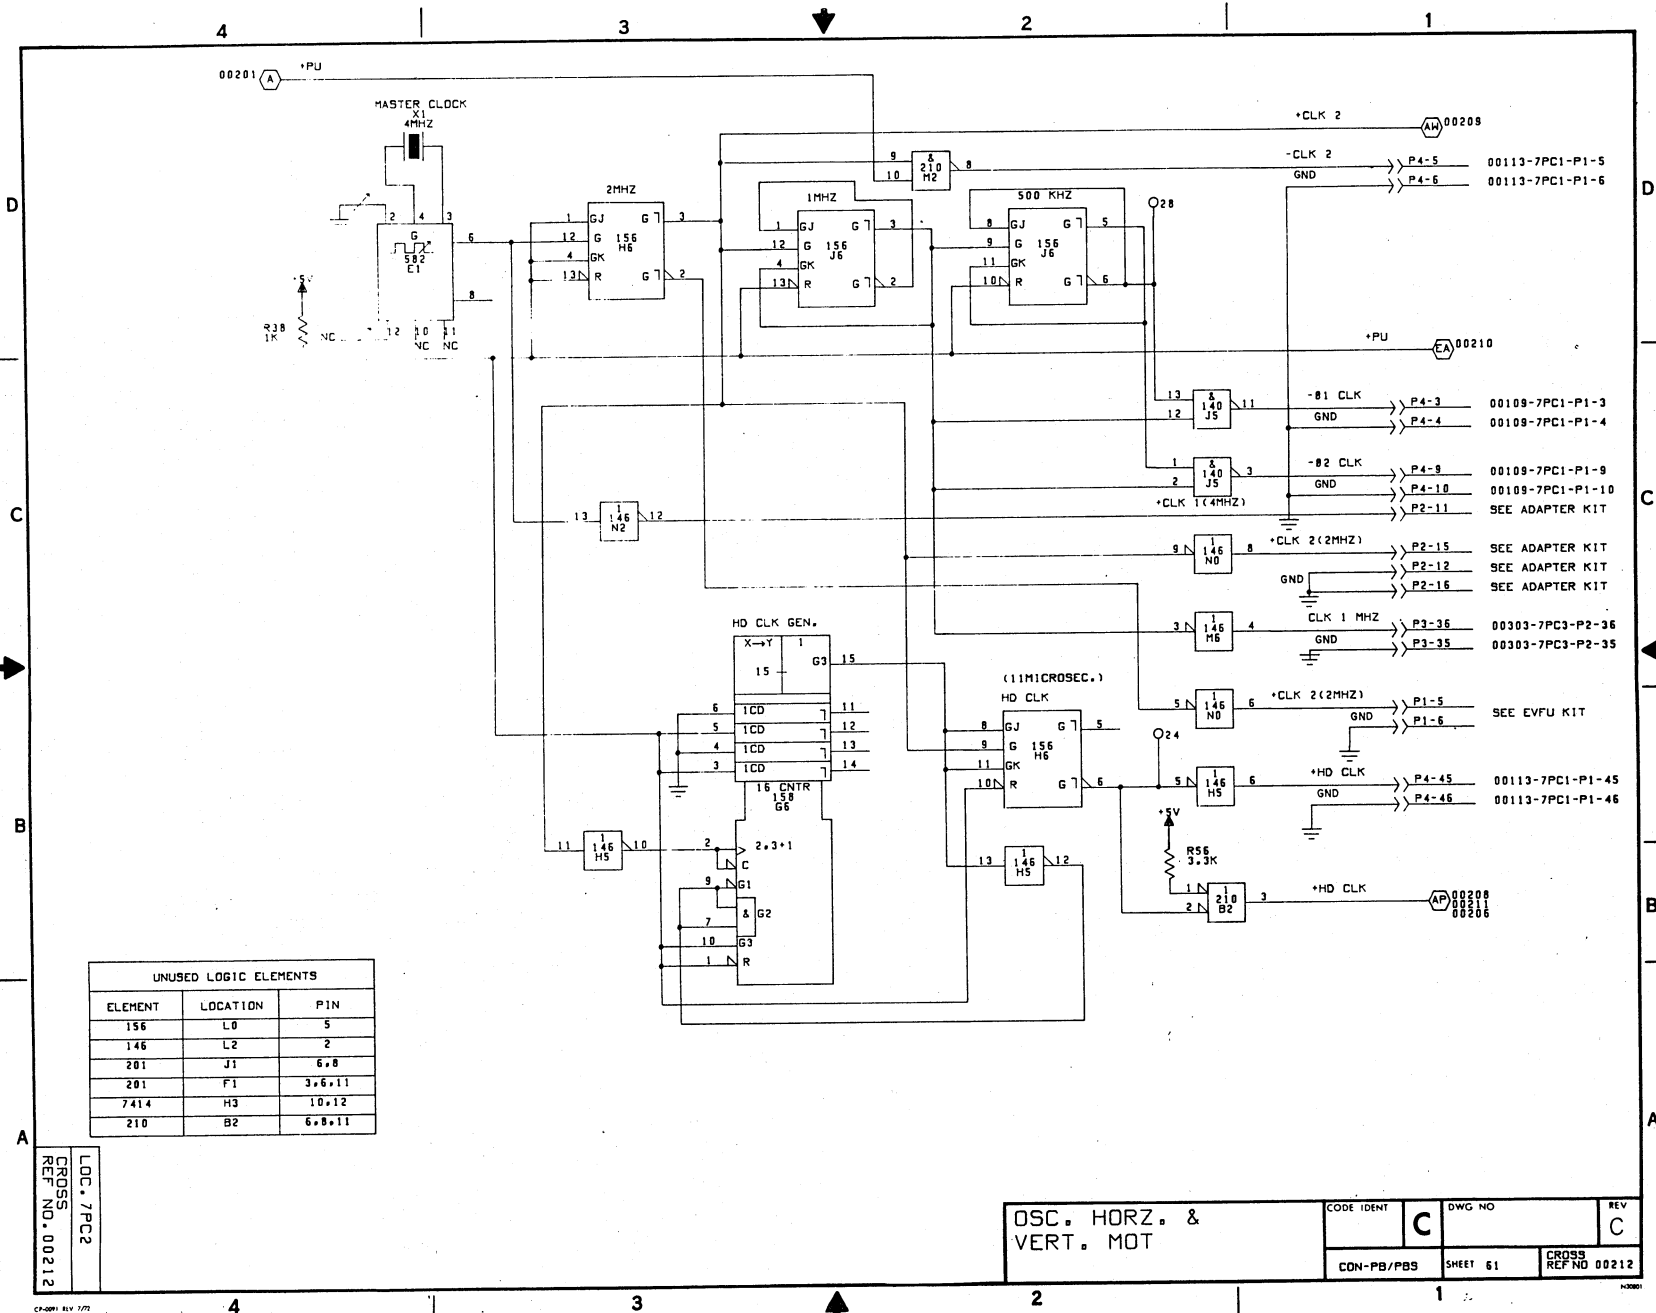 4 3 2 1
00201 A +PU
MASTER CLOCK
X1
4MHZ
+CLK 2 AW 00209
-CLK 2 P4-5 00113-7PC1-P1-5
GND P4-6 00113-7PC1-P1-6
9 & 8
10 210
M2
D D
2MHZ
1MHZ
500 KHZ
28
2 4 3
G
582
E1
6
8
12 10 11
NC NC NC
+5V
R38
1K
1 GJ G 3
12 G 156
4 GK H6
13 R G 2
1 GJ G 3
12 G 156
4 GK J6
13 R G 2
8 GJ G 5
9 G 156
11 GK J6
10 R G 6
+PU EA 00210
13 & 11
12 140
J5
-B1 CLK P4-3 00109-7PC1-P1-3
GND P4-4 00109-7PC1-P1-4
1 & 3
2 140
J5
-B2 CLK P4-9 00109-7PC1-P1-9
GND P4-10 00109-7PC1-P1-10
C C
+CLK 1(4MHZ) P2-11 SEE ADAPTER KIT
13 1 12
146
N2
9 1 8
146
N0
+CLK 2(2MHZ) P2-15 SEE ADAPTER KIT
P2-12 SEE ADAPTER KIT
GND P2-16 SEE ADAPTER KIT
3 1 4
146
M6
CLK 1 MHZ P3-36 00303-7PC3-P2-36
GND P3-35 00303-7PC3-P2-35
HD CLK GEN.
X→Y 1
G3 15
15
6 1CD 11
5 1CD 12
4 1CD 13
3 1CD 14
16 CNTR
158
G6
2 2,3+1
C
9 G1
& G2
7
10 G3
1 R
11 1 10
146
H5
(11MICROSEC.)
HD CLK
8 GJ G 5
9 G 156
11 GK H6
10 R G 6
24
5 1 6
146
N0
+CLK 2(2MHZ) P1-5
GND P1-6
SEE EVFU KIT
5 1 6
146
H5
+HD CLK P4-45 00113-7PC1-P1-45
GND P4-46 00113-7PC1-P1-46
B B
+5V
R56
3.3K
13 1 12
146
H5
1 1 3
2 210
B2
+HD CLK AP 00208
00211
00206
UNUSED LOGIC ELEMENTS
ELEMENT LOCATION PIN
156 L0 5
146 L2 2
201 J1 6,8
201 F1 3,6,11
7414 H3 10,12
210 B2 6,8,11
A A
LOC. 7PC2
CROSS
REF NO. 00212
OSC. HORZ. &
VERT. MOT
CODE IDENT C DWG NO REV C
CON-PB/PBS SHEET 61 CROSS REF NO 00212
CP-0091 REV 7/72
N30801
4 3 2 1